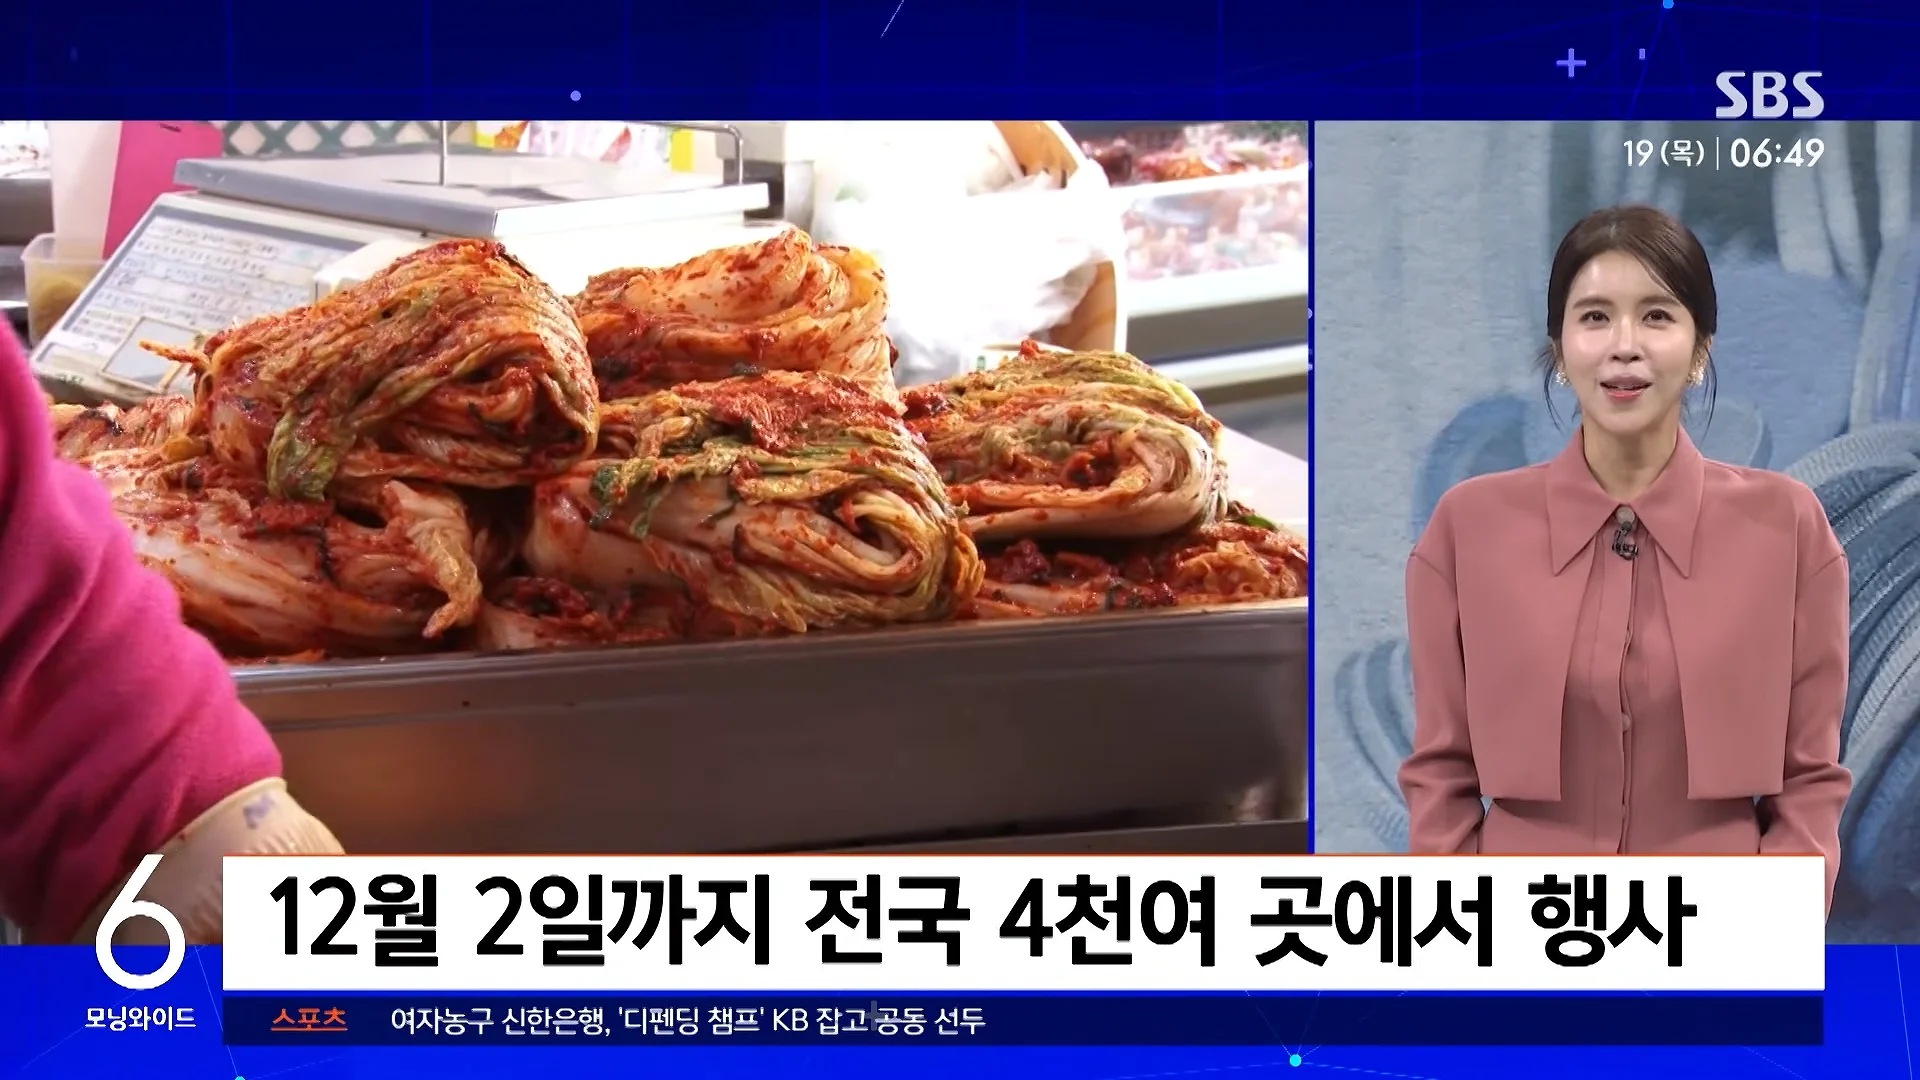 SBS
19(목) | 06:49
12월 2일까지 전국 4천여 곳에서 행사
6
모닝와이드
스포츠 여자농구 신한은행, '디펜딩 챔프' KB 잡고 공동 선두